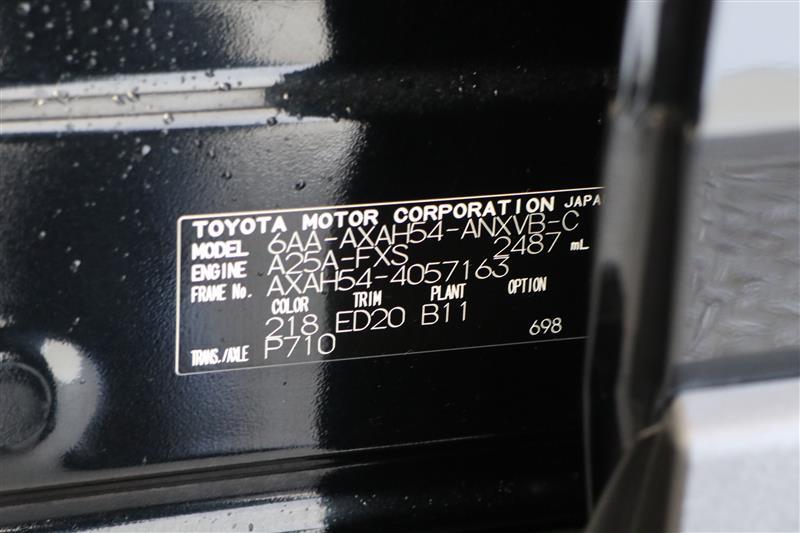 TOYOTA MOTOR CORPORATION JAPA
MODEL 6AA-AXAH54-ANXVB-C
ENGINE A25A-FXS 2487 mL
FRAME No. AXAH54-4057163
COLOR TRIM PLANT OPTION
218 ED20 B11
TRANS./AXLE P710 698